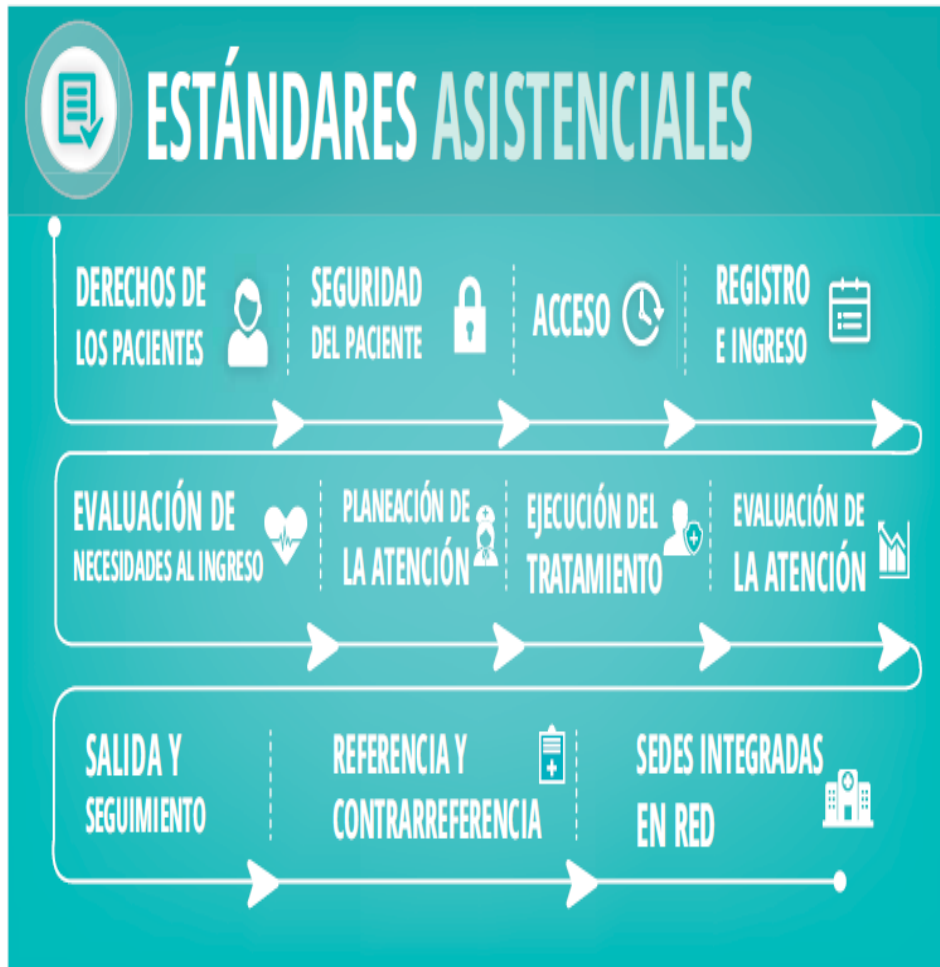 ESTÁNDARES ASISTENCIALES
DERECHOS DE
LOS PACIENTES
SEGURIDAD
DEL PACIENTE
ACCESO
REGISTRO
E INGRESO
EVALUACIÓN DE
NECESIDADES AL INGRESO
PLANEACIÓN DE
LA ATENCIÓN
EJECUCIÓN DEL
TRATAMIENTO
EVALUACIÓN DE
LA ATENCIÓN
SALIDA Y
SEGUIMIENTO
REFERENCIA Y
CONTRARREFERENCIA
SEDES INTEGRADAS
EN RED